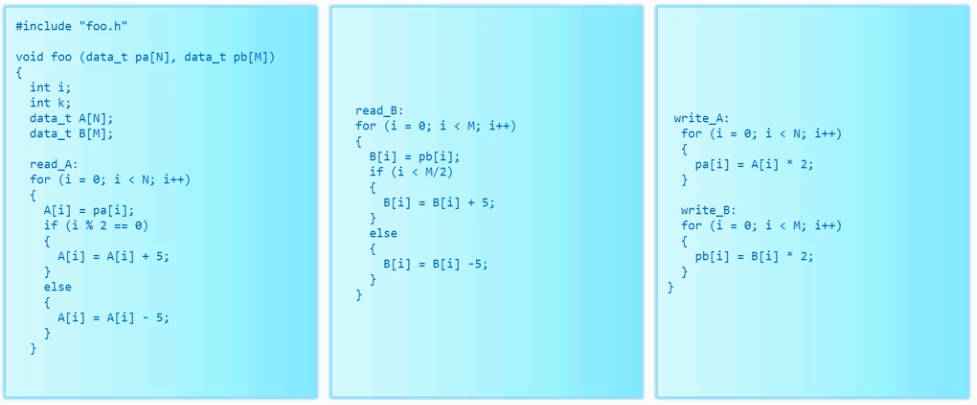 #include "foo.h"
void foo (data_t pa[N], data_t pb[M])
{
int i;
int k;
data_t A[N];
data_t B[M];
read_A:
for (i = 0; i < N; i++)
{
A[i] = pa[i];
if (i % 2 == 0)
{
A[i] = A[i] + 5;
}
else
{
A[i] = A[i] - 5;
}
}
read_B:
for (i = 0; i < M; i++)
{
B[i] = pb[i];
if (i < M/2)
{
B[i] = B[i] + 5;
}
else
{
B[i] = B[i] -5;
}
}
write_A:
for (i = 0; i < N; i++)
{
pa[i] = A[i] * 2;
}
write_B:
for (i = 0; i < M; i++)
{
pb[i] = B[i] * 2;
}
}